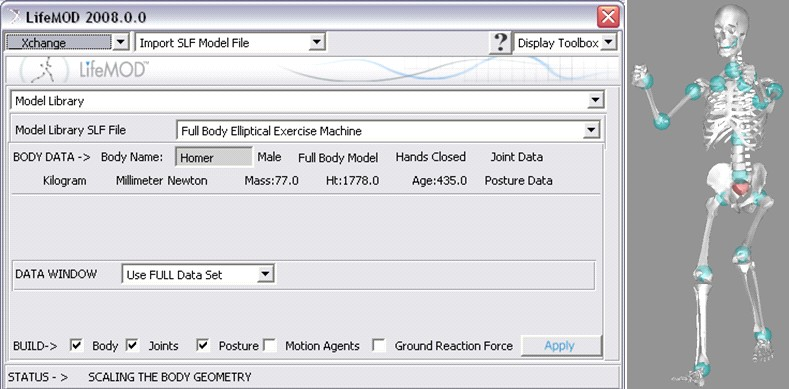 LifeMOD 2008.0.0
Xchange Import SLF Model File ? Display Toolbox
LifeMOD™
Model Library
Model Library SLF File Full Body Elliptical Exercise Machine
BODY DATA -> Body Name: Homer Male Full Body Model Hands Closed Joint Data
Kilogram Millimeter Newton Mass:77.0 Ht:1778.0 Age:435.0 Posture Data
DATA WINDOW Use FULL Data Set
BUILD-> Body Joints Posture Motion Agents Ground Reaction Force Apply
STATUS - > SCALING THE BODY GEOMETRY